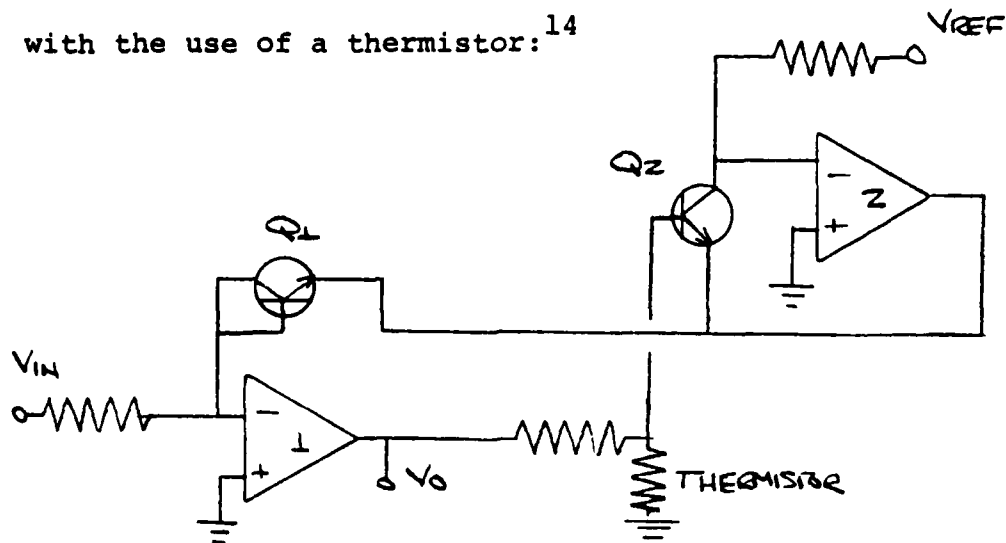 with the use of a thermistor:14
VREF
Q2
-
2
+
Q1
VIN
-
1
+
VO
THERMISTOR